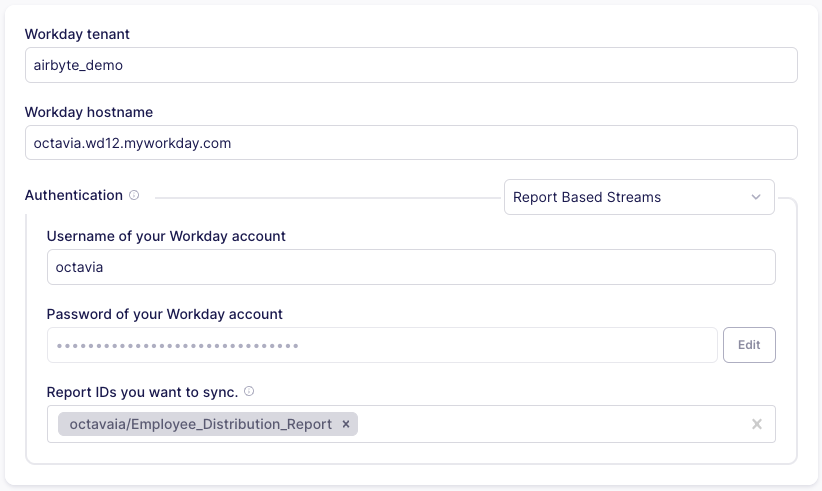 Workday tenant
airbyte_demo
Workday hostname
octavia.wd12.myworkday.com
Authentication
Report Based Streams
Username of your Workday account
octavia
Password of your Workday account
•••••••••••••••••••••••••••••••
Edit
Report IDs you want to sync.
octavaia/Employee_Distribution_Report